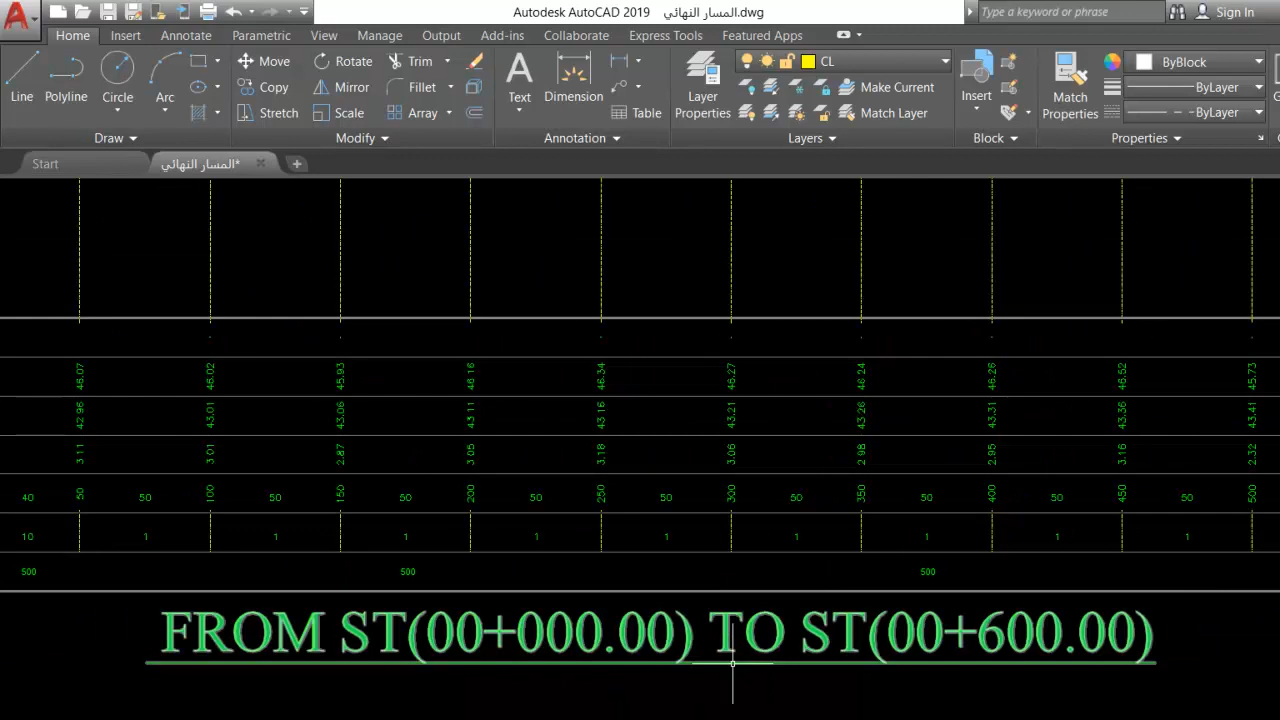 Autodesk AutoCAD 2019 المسار النهائي.dwg
Type a keyword or phrase
Sign In
Home Insert Annotate Parametric View Manage Output Add-ins Collaborate Express Tools Featured Apps
Line Polyline Circle Arc
Move Rotate Trim
Copy Mirror Fillet
Stretch Scale Array
Text Dimension Table
Layer Properties
CL
Make Current
Match Layer
Insert
Match Properties
ByBlock
ByLayer
ByLayer
Draw Modify Annotation Layers Block Properties
Start المسار النهائي*
46.07 46.02 45.93 46.16 46.34 46.27 46.24 46.26 46.52 45.73
42.96 43.01 43.06 43.11 43.16 43.21 43.26 43.31 43.36 43.41
3.11 3.01 2.87 3.05 3.18 3.06 2.98 2.95 3.16 2.32
40 50 50 100 50 150 50 200 50 250 50 300 50 350 50 400 50 450 50 500
10 1 1 1 1 1 1 1 1 1
500 500 500
FROM ST(00+000.00) TO ST(00+600.00)